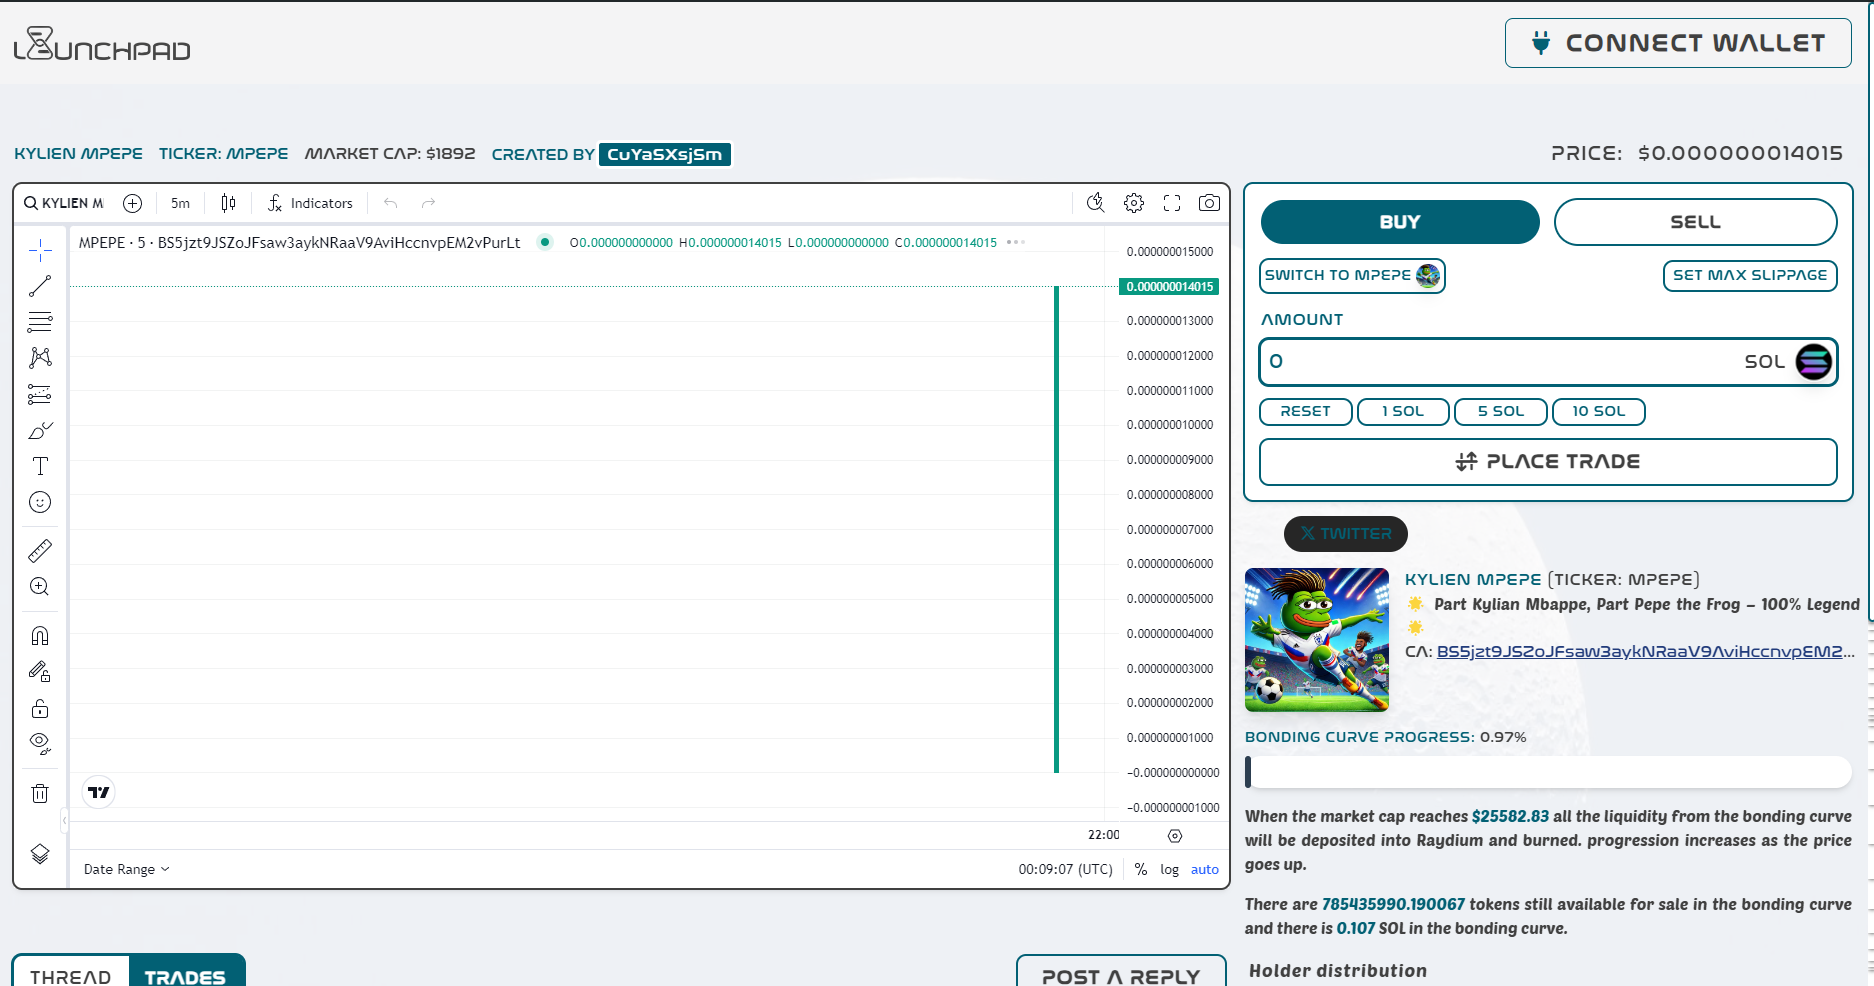 LAUNCHPAD
CONNECT WALLET
KYLIEN MPEPE TICKER: MPEPE MARKET CAP: $1892 CREATED BY CuYaSXsjSm
PRICE: $0.000000014015
KYLIEN M 5m Indicators
MPEPE · 5 · BS5jzt9JSZoJFsaw3aykNRaaV9AviHccnvpEM2vPurLt O0.000000000000 H0.000000014015 L0.000000000000 C0.000000014015
0.000000015000
0.000000014015
0.000000013000
0.000000012000
0.000000011000
0.000000010000
0.000000009000
0.000000008000
0.000000007000
0.000000006000
0.000000005000
0.000000004000
0.000000003000
0.000000002000
0.000000001000
−0.000000000000
−0.000000001000
22:00
Date Range 00:09:07 (UTC) % log auto
THREAD TRADES
POST A REPLY
BUY SELL
SWITCH TO MPEPE SET MAX SLIPPAGE
AMOUNT
0 SOL
RESET 1 SOL 5 SOL 10 SOL
PLACE TRADE
X TWITTER
KYLIEN MPEPE (TICKER: MPEPE)
🌟 Part Kylian Mbappe, Part Pepe the Frog – 100% Legend
🌟
CA: BS5jzt9JSZoJFsaw3aykNRaaV9AviHccnvpEM2...
BONDING CURVE PROGRESS: 0.97%
When the market cap reaches $25582.83 all the liquidity from the bonding curve
will be deposited into Raydium and burned. progression increases as the price
goes up.
There are 785435990.190067 tokens still available for sale in the bonding curve
and there is 0.107 SOL in the bonding curve.
Holder distribution